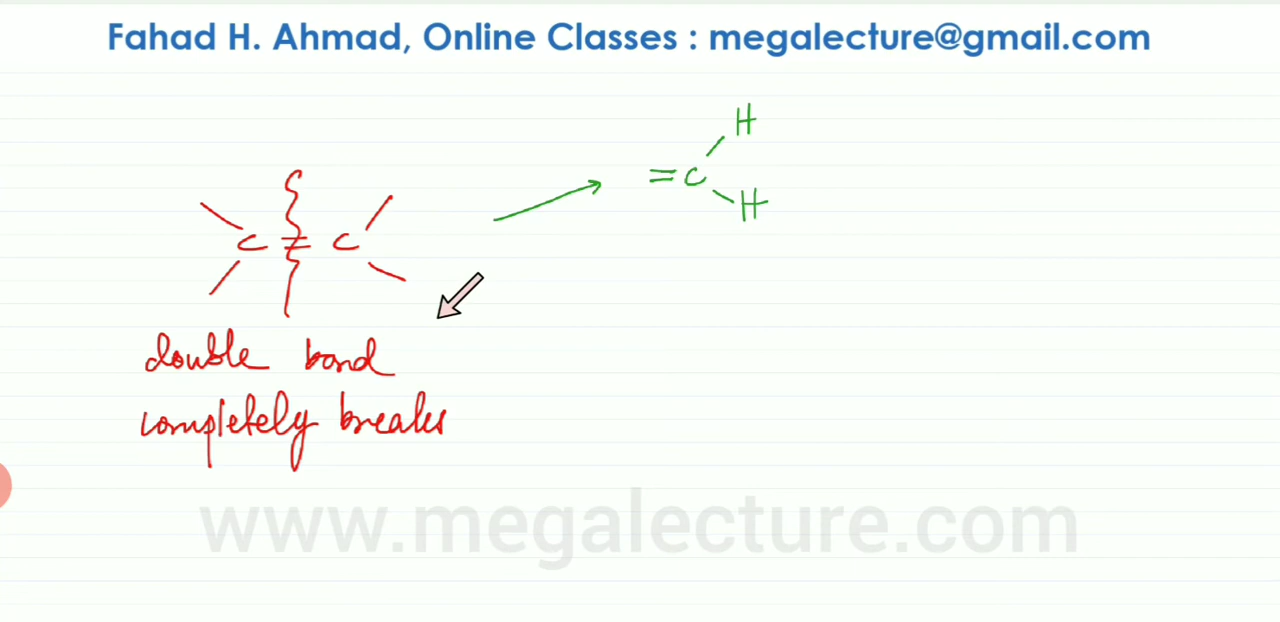 Fahad H. Ahmad, Online Classes : megalecture@gmail.com
H
C = C
=C
H
double bond
completely breaks
www.megalecture.com